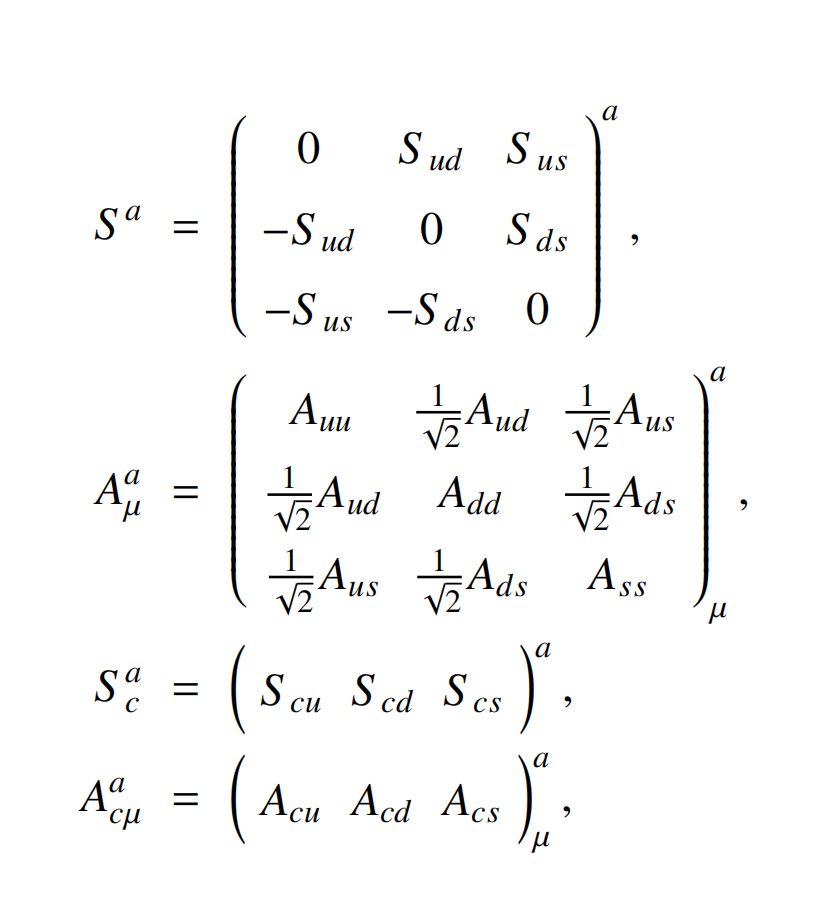 S^a = \begin{pmatrix} 0 & S_{ud} & S_{us} \\ -S_{ud} & 0 & S_{ds} \\ -S_{us} & -S_{ds} & 0 \end{pmatrix}^a ,
A^a_\mu = \begin{pmatrix} A_{uu} & \frac{1}{\sqrt{2}}A_{ud} & \frac{1}{\sqrt{2}}A_{us} \\ \frac{1}{\sqrt{2}}A_{ud} & A_{dd} & \frac{1}{\sqrt{2}}A_{ds} \\ \frac{1}{\sqrt{2}}A_{us} & \frac{1}{\sqrt{2}}A_{ds} & A_{ss} \end{pmatrix}^a_\mu ,
S^a_c = \begin{pmatrix} S_{cu} & S_{cd} & S_{cs} \end{pmatrix}^a ,
A^a_{c\mu} = \begin{pmatrix} A_{cu} & A_{cd} & A_{cs} \end{pmatrix}^a_\mu ,